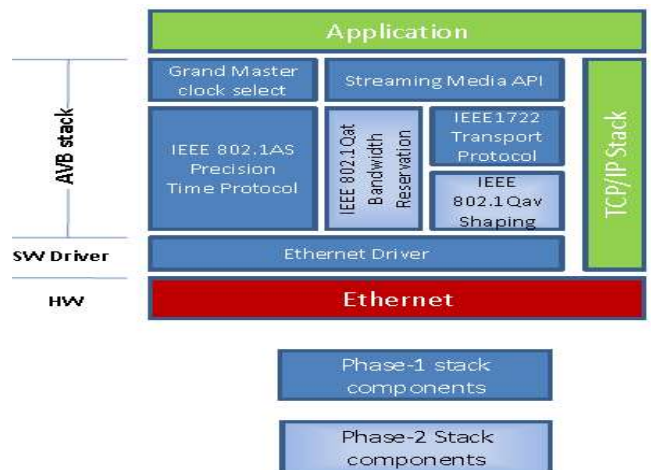 Application
AVB stack
Grand Master
clock select
Streaming Media API
TCP/IP Stack
IEEE 802.1AS
Precision
Time Protocol
IEEE 802.1Qat
Bandwidth
Reservation
IEEE1722
Transport
Protocol
IEEE
802.1Qav
Shaping
SW Driver
Ethernet Driver
HW
Ethernet
Phase-1 stack
components
Phase-2 Stack
components